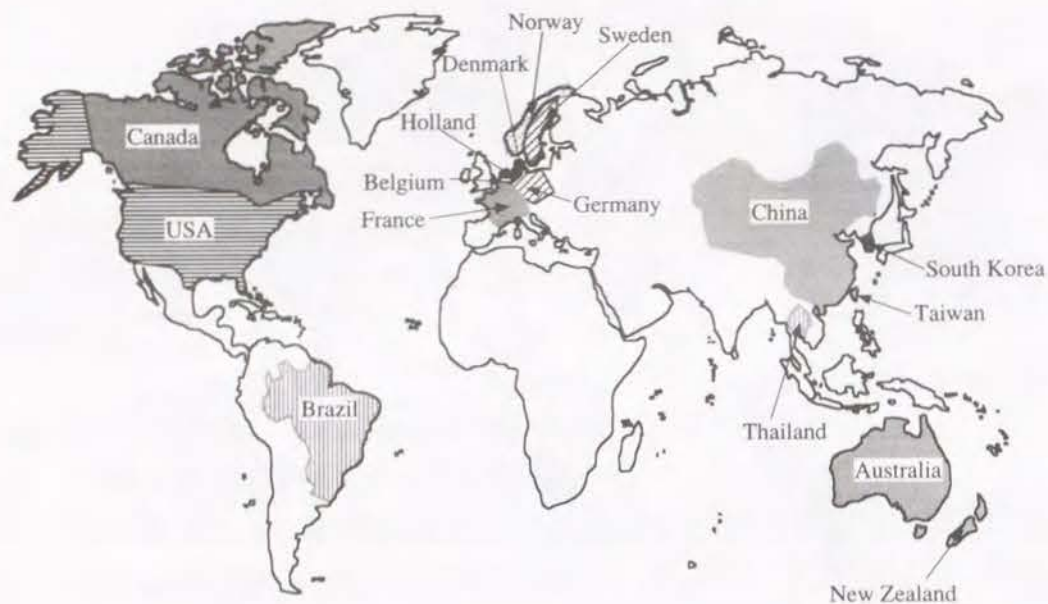 Norway
Sweden
Denmark
Holland
Canada
Belgium
Germany
France
China
USA
South Korea
Taiwan
Brazil
Thailand
Australia
New Zealand